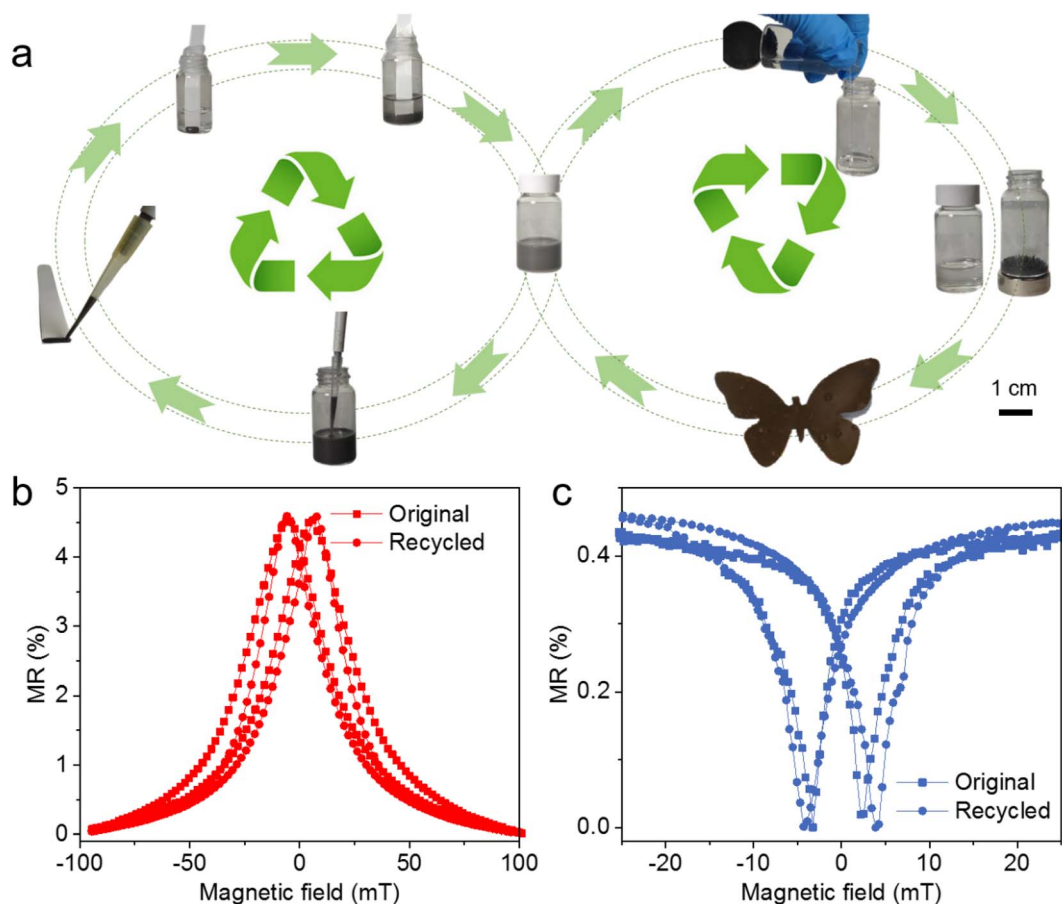 a
1 cm
b
MR (%)
5
4
3
2
1
0
Original
Recycled
-100
-50
0
50
100
Magnetic field (mT)
c
MR (%)
0.4
0.2
0.0
Original
Recycled
-20
-10
0
10
20
Magnetic field (mT)